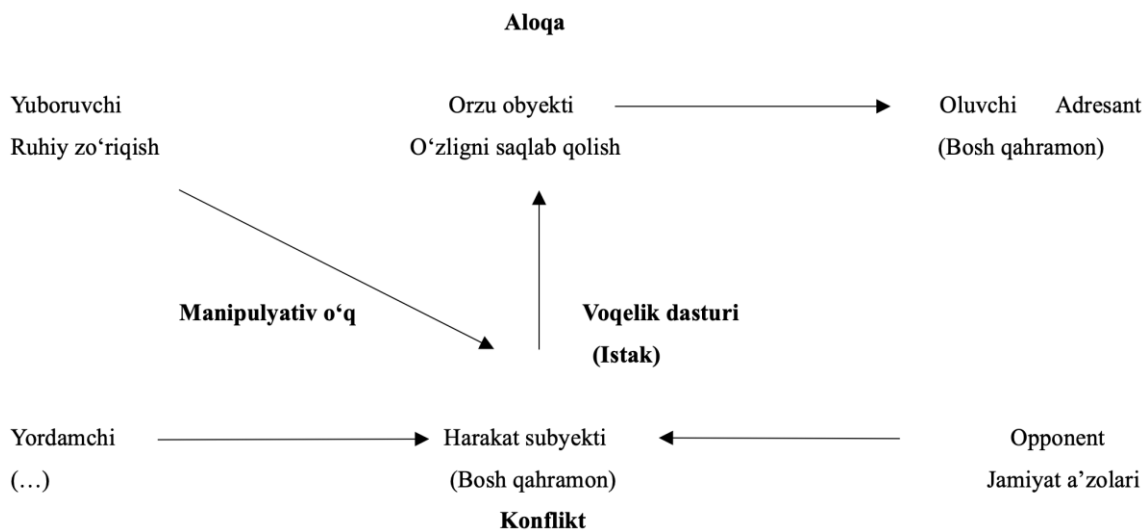 Aloqa
Yuboruvchi Orzu obyekti Oluvchi Adresant
Ruhiy zo‘riqish O‘zligni saqlab qolish (Bosh qahramon)
Manipulyativ o‘q Voqelik dasturi
(Istak)
Yordamchi Harakat subyekti Opponent
(…) (Bosh qahramon) Jamiyat a’zolari
Konflikt